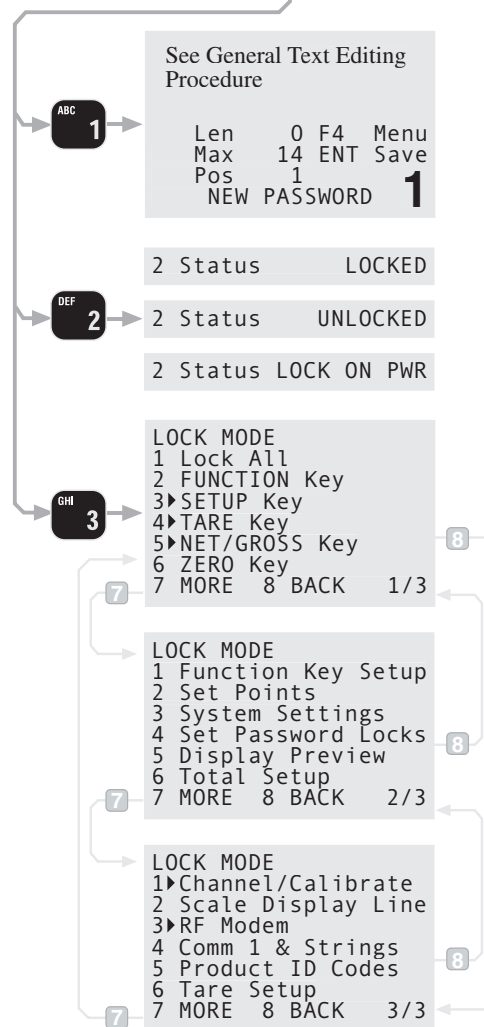 See General Text Editing
Procedure
ABC
1
Len 0 F4 Menu
Max 14 ENT Save
Pos 1
NEW PASSWORD 1
2 Status LOCKED
DEF
2
2 Status UNLOCKED
2 Status LOCK ON PWR
LOCK MODE
1 Lock All
2 FUNCTION Key
GHI
3
3▶SETUP Key
4▶TARE Key
5▶NET/GROSS Key
8
6 ZERO Key
7
7 MORE 8 BACK 1/3
LOCK MODE
1 Function Key Setup
2 Set Points
3 System Settings
4 Set Password Locks
8
5 Display Preview
6 Total Setup
7
7 MORE 8 BACK 2/3
LOCK MODE
1▶Channel/Calibrate
2 Scale Display Line
3▶RF Modem
4 Comm 1 & Strings
8
5 Product ID Codes
6 Tare Setup
7
7 MORE 8 BACK 3/3